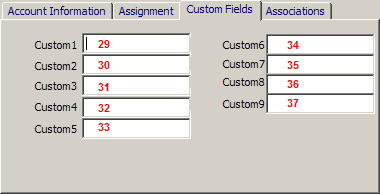 Account Information Assignment Custom Fields Associations
Custom1 29
Custom2 30
Custom3 31
Custom4 32
Custom5 33
Custom6 34
Custom7 35
Custom8 36
Custom9 37